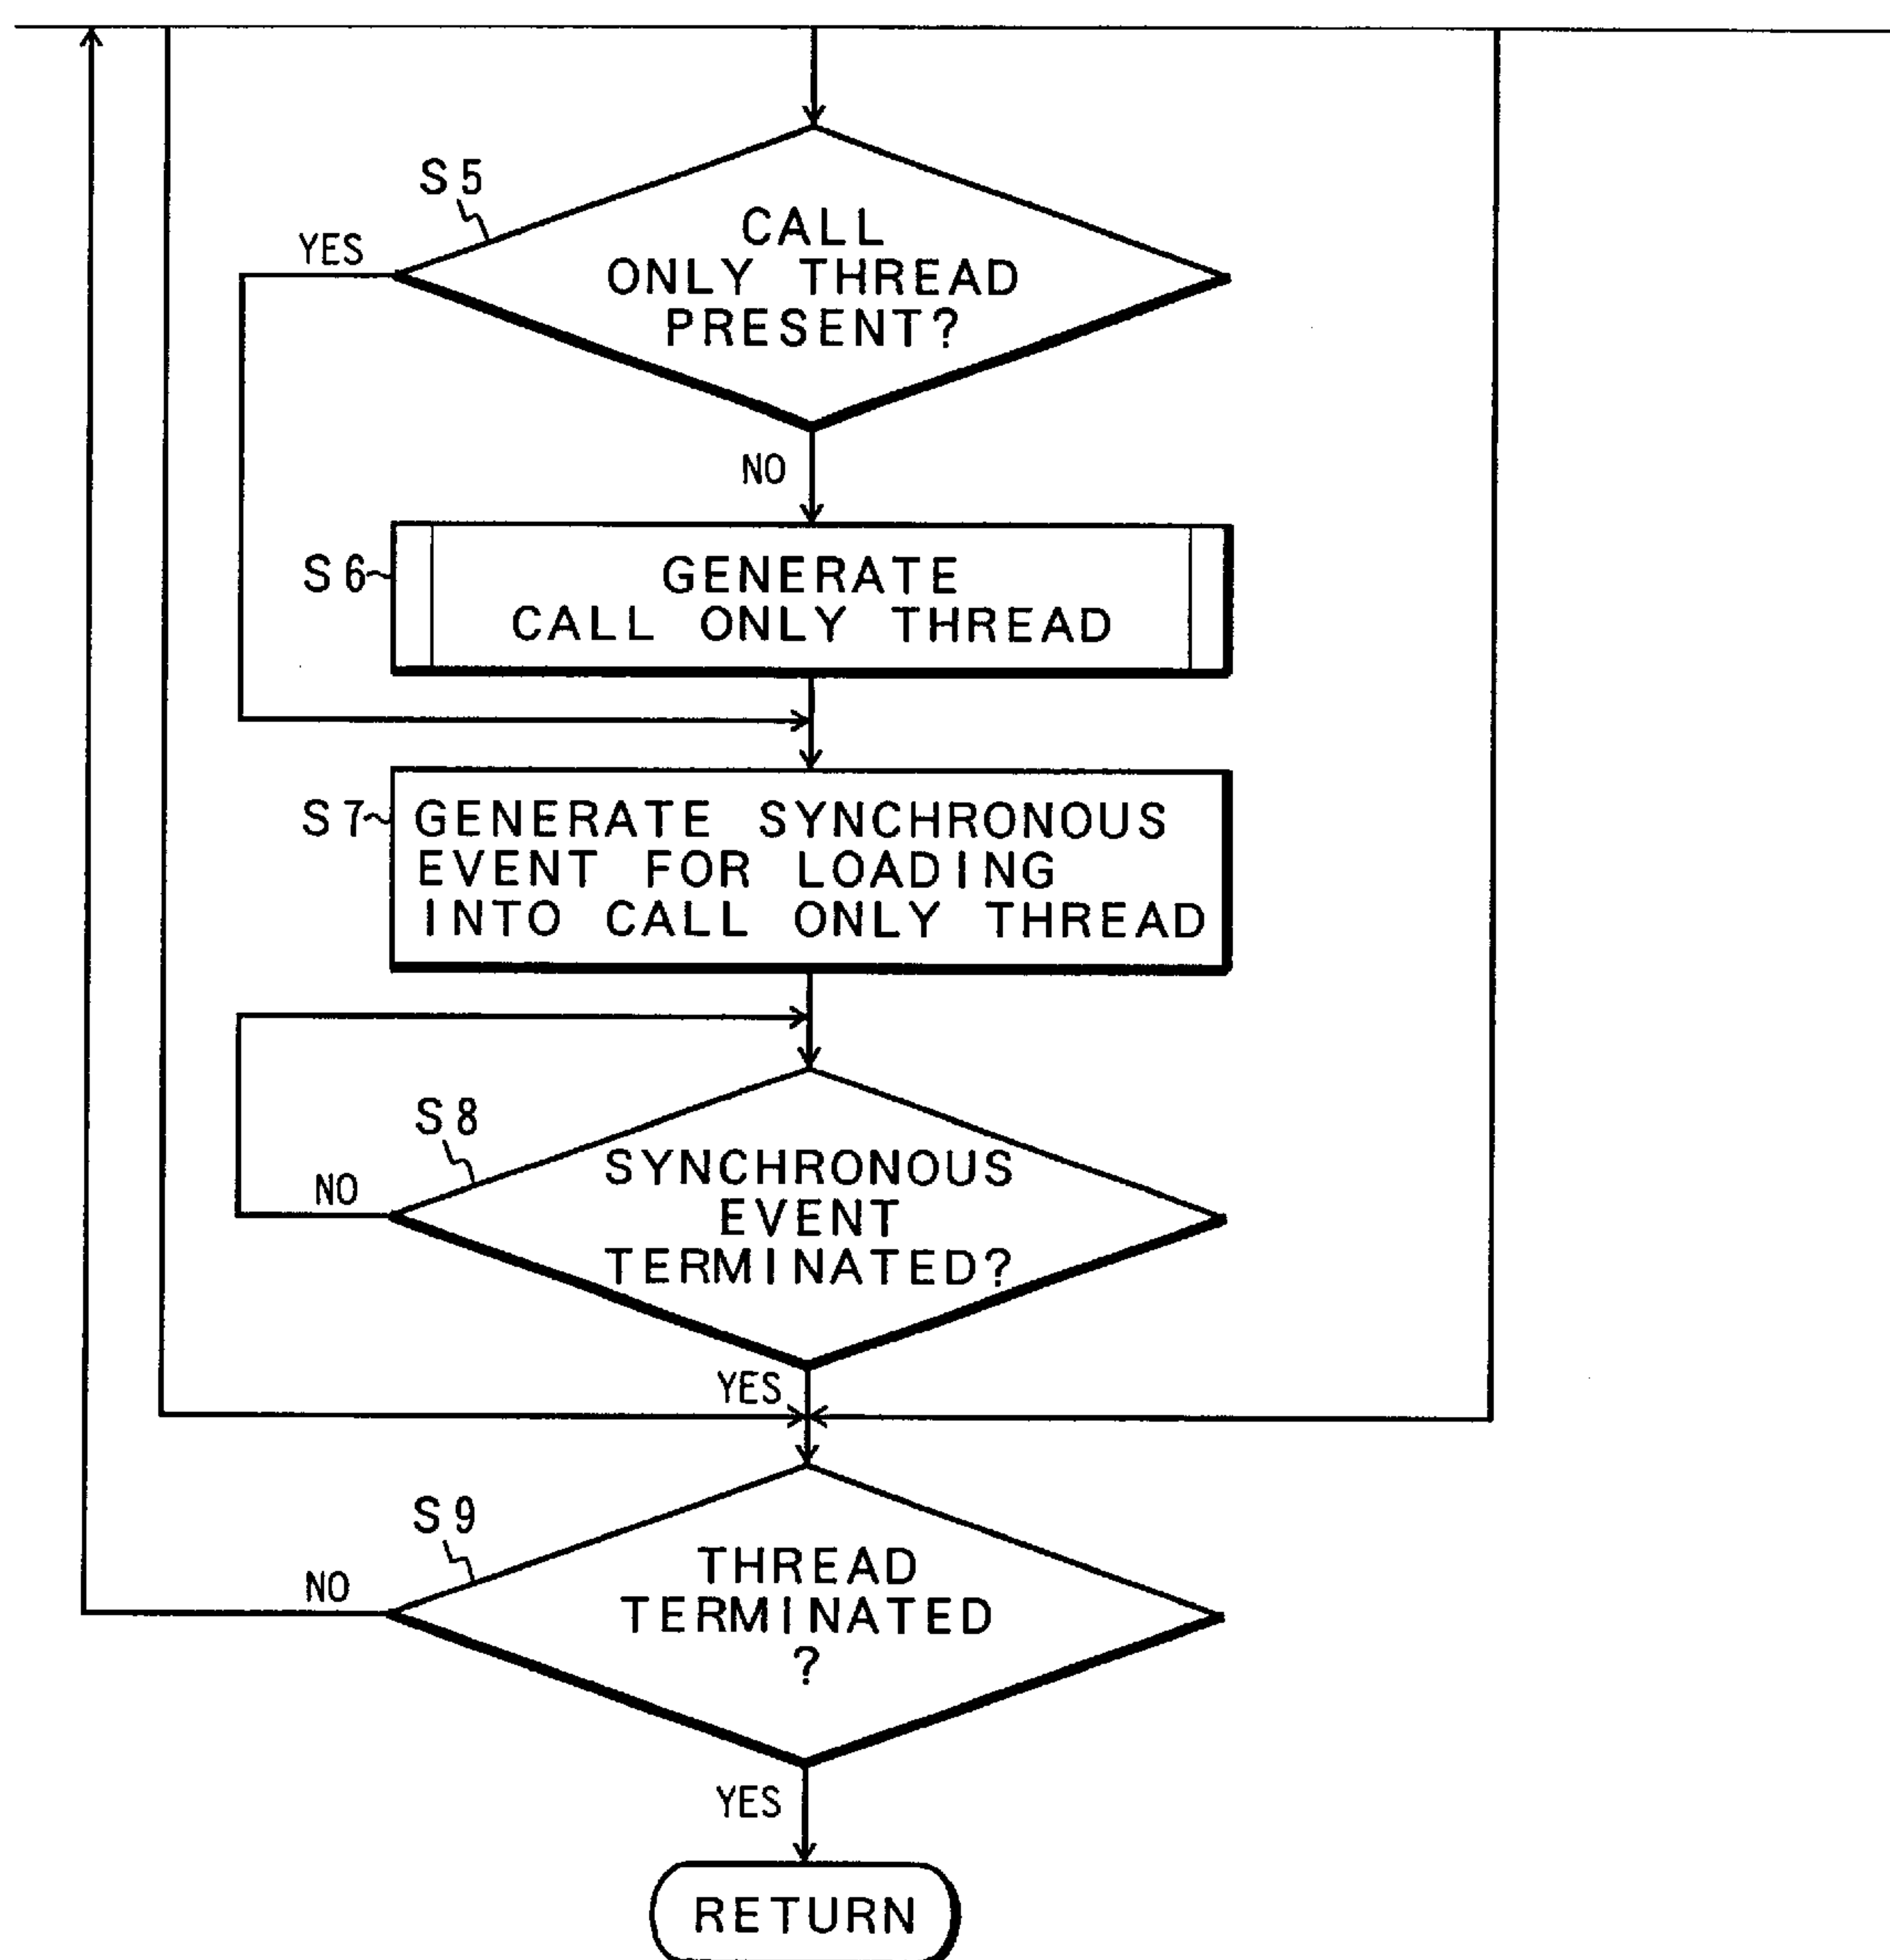 S5
YES
CALL
ONLY THREAD
PRESENT?
NO
S6
GENERATE
CALL ONLY THREAD
S7
GENERATE SYNCHRONOUS
EVENT FOR LOADING
INTO CALL ONLY THREAD
S8
NO
SYNCHRONOUS
EVENT
TERMINATED?
YES
S9
NO
THREAD
TERMINATED
?
YES
RETURN